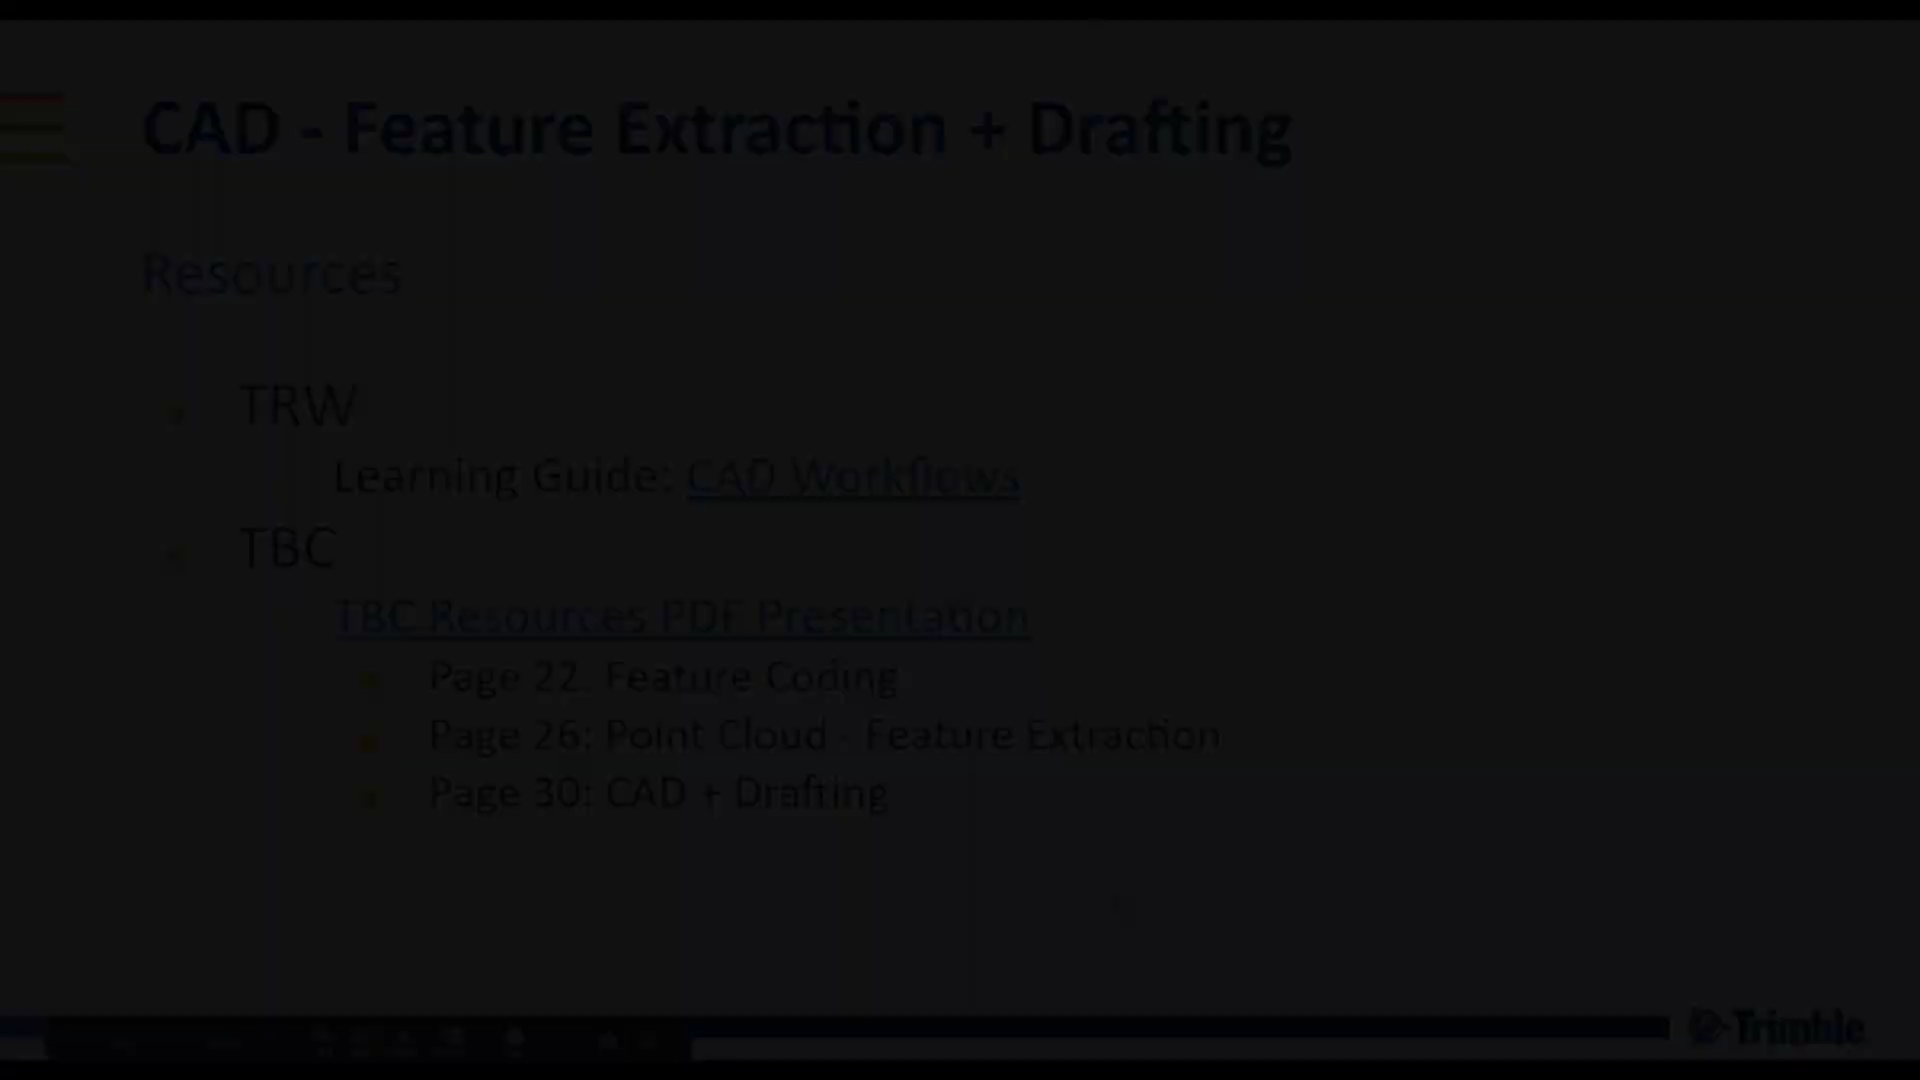 CAD - Feature Extraction + Drafting
Resources
TRW
Learning Guide: CAD Workflows
TBC
TBC Resources PDF Presentation
Page 22: Feature Coding
Page 26: Point Cloud - Feature Extraction
Page 30: CAD + Drafting
Trimble